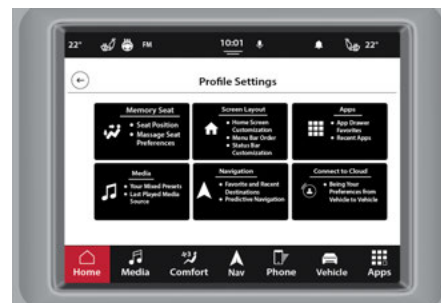 22° FM 10:01 22°
Profile Settings
Memory Seat
• Seat Position
• Massage Seat
Preferences
Screen Layout
• Home Screen
Customization
• Menu Bar Order
• Status Bar
Customization
Apps
• App Drawer
Favorites
• Recent Apps
Media
• Your Mixed Presets
• Last Played Media
Source
Navigation
• Favorite and Recent
Destinations
• Predictive Navigation
Connect to Cloud
• Being Your
Preferences from
Vehicle to Vehicle
Home Media Comfort Nav Phone Vehicle Apps